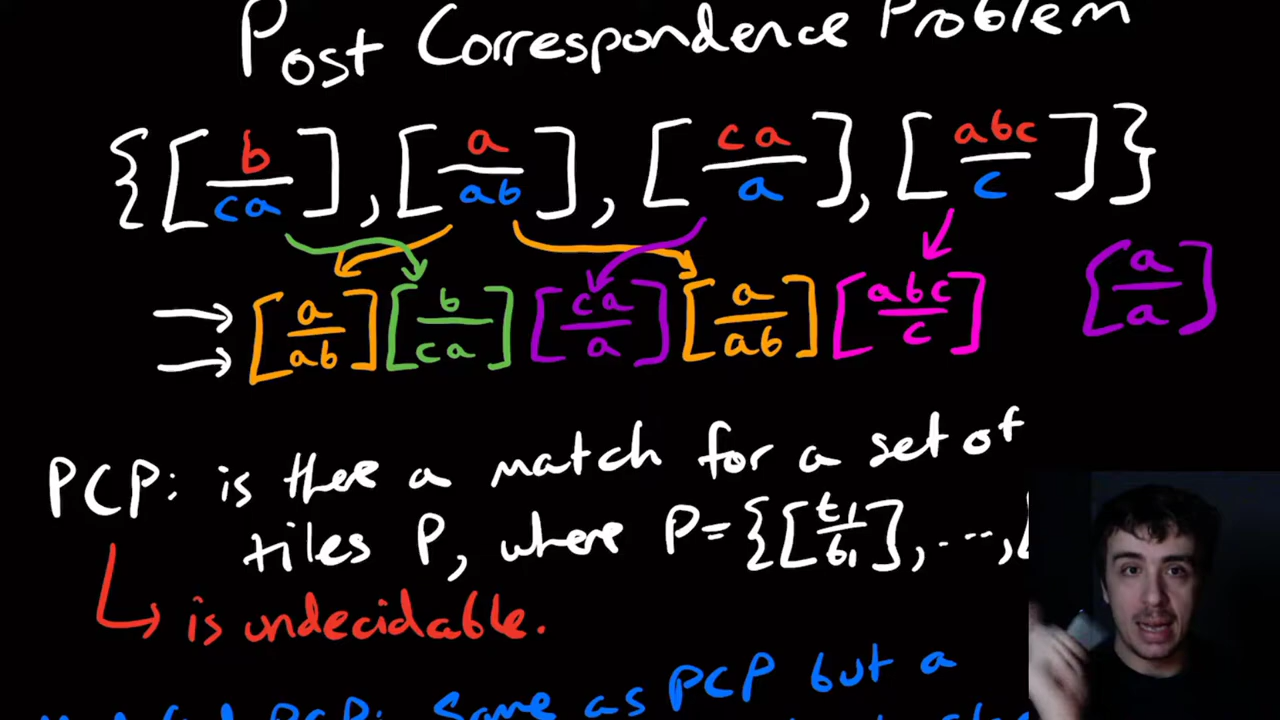 Post Correspondence Problem
{[b/ca], [a/ab], [ca/a], [abc/c]}
[a/ab] [b/ca] [ca/a] [a/ab] [abc/c] [a/a]
PCP: is there a match for a set of
tiles P, where P={[t1/b1], ...,
is undecidable.
PCP: Same as PCP but a